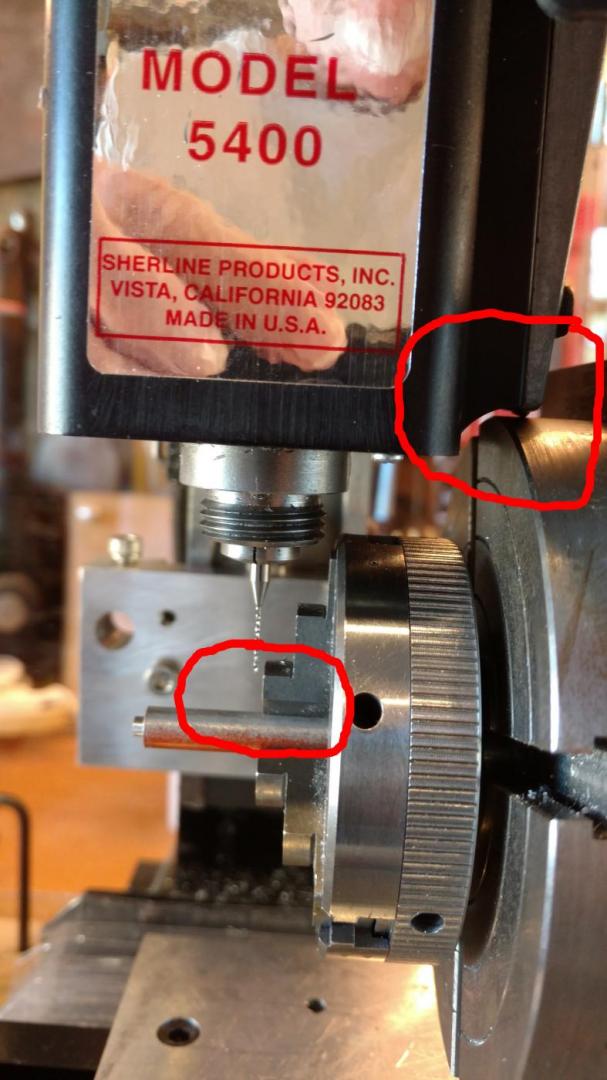 MODEL
5400
SHERLINE PRODUCTS, INC.
VISTA, CALIFORNIA 92083
MADE IN U.S.A.